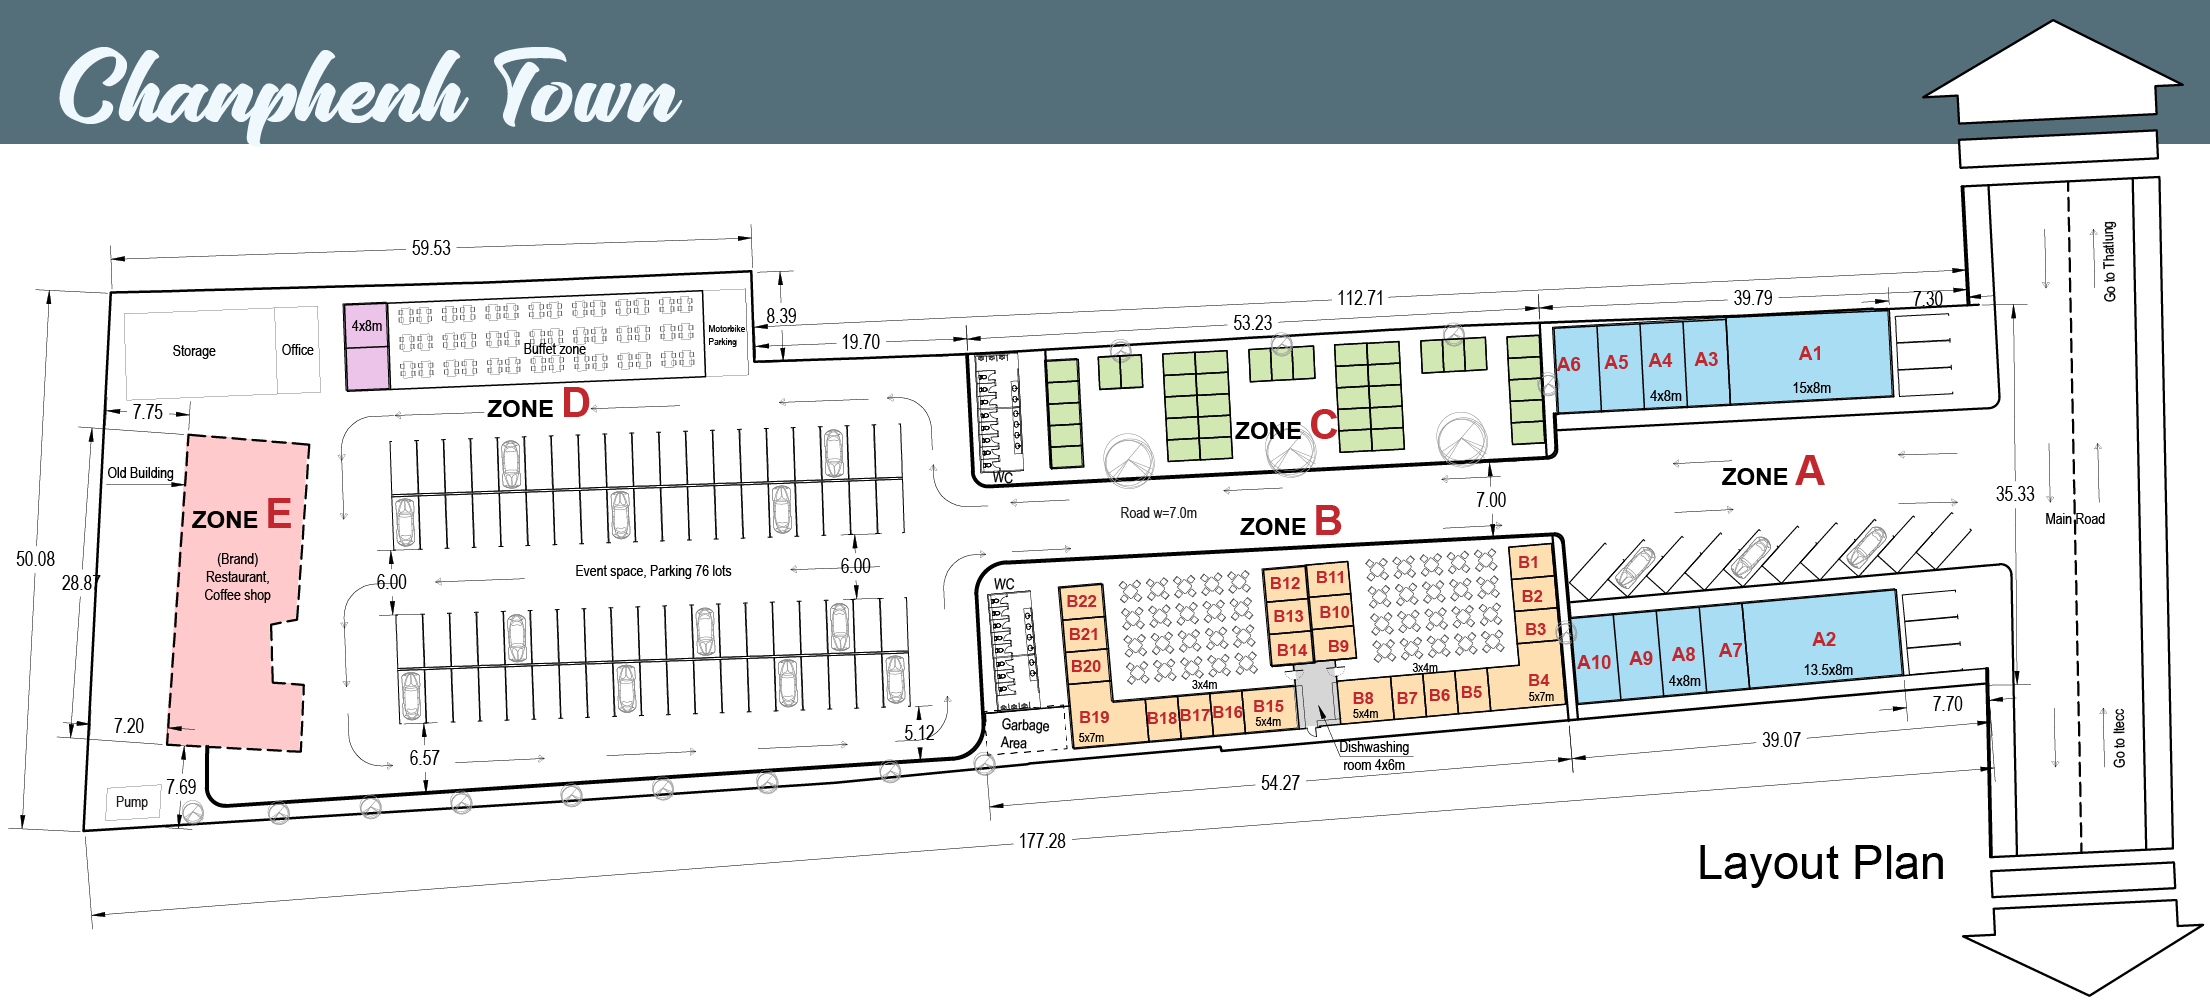 Chanphenh Town
59.53
112.71
39.79
7.30
8.39
53.23
19.70
Storage
Office
4x8m
Buffet zone
Motorbike
Parking
ZONE D
7.75
Old Building
ZONE E
(Brand)
Restaurant,
Coffee shop
50.08
28.87
7.20
7.69
Pump
6.00
6.00
Event space, Parking 76 lots
6.57
5.12
WC
ZONE C
A6
A5
A4
A3
A1
4x8m
15x8m
ZONE A
7.00
Road w=7.0m
ZONE B
35.33
Main Road
Go to Thatlung
Go to Itecc
WC
B22
B21
B20
B19
5x7m
B18
B17
B16
B15
5x4m
3x4m
B12
B11
B13
B10
B14
B9
B1
B2
B3
B4
5x7m
3x4m
B8
5x4m
B7
B6
B5
Garbage
Area
Dishwashing
room 4x6m
A10
A9
A8
A7
A2
4x8m
13.5x8m
7.70
39.07
54.27
177.28
Layout Plan